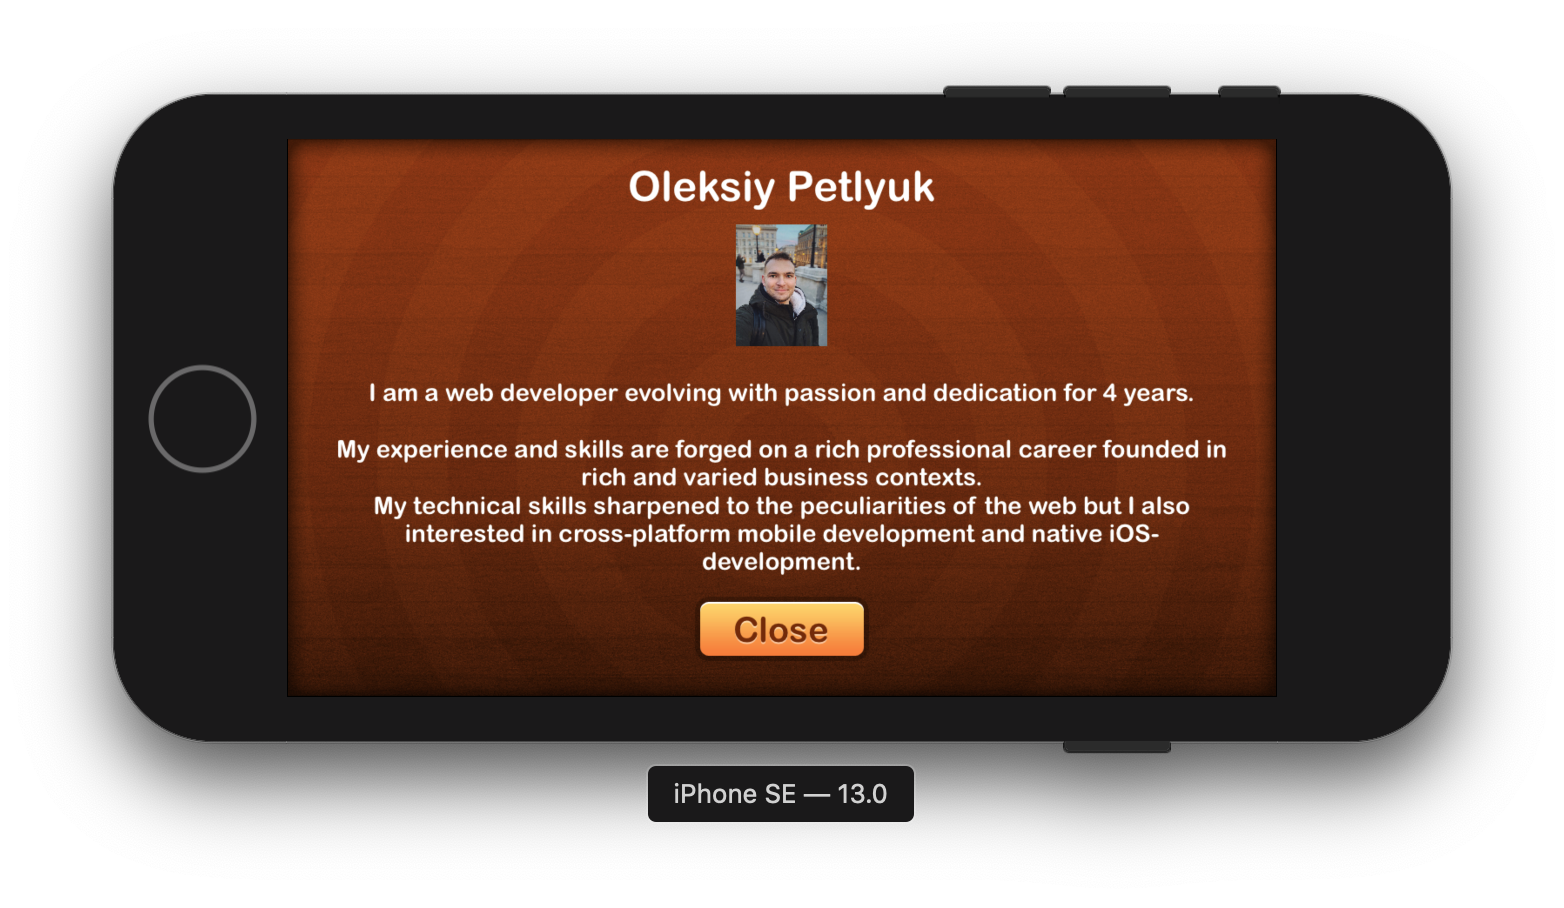 Oleksiy Petlyuk
I am a web developer evolving with passion and dedication for 4 years.
My experience and skills are forged on a rich professional career founded in
rich and varied business contexts.
My technical skills sharpened to the peculiarities of the web but I also
interested in cross-platform mobile development and native iOS-
development.
Close
iPhone SE — 13.0